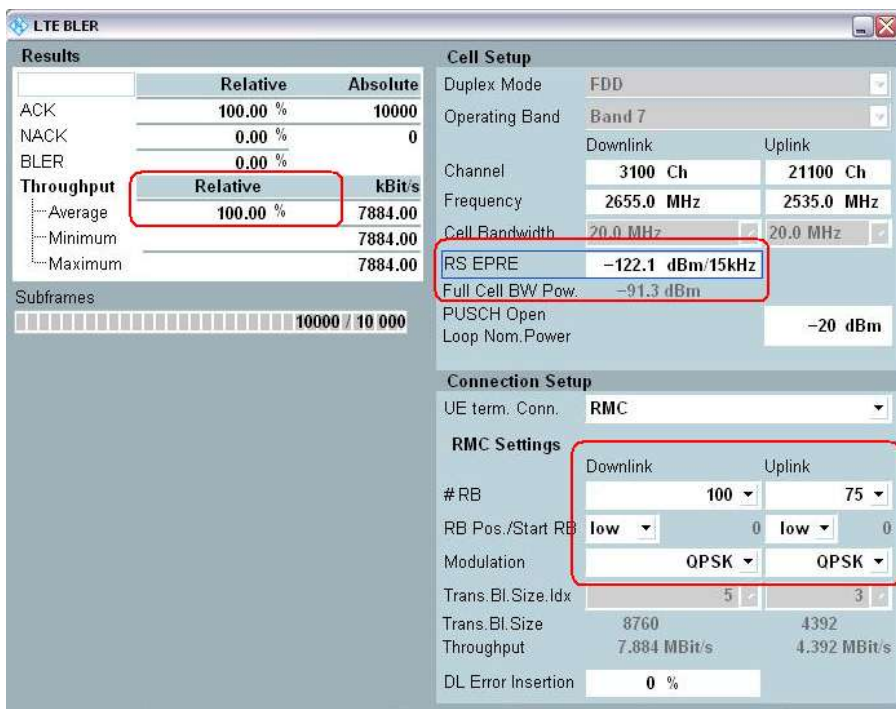 LTE BLER
Results
Relative Absolute
ACK 100.00 % 10000
NACK 0.00 % 0
BLER 0.00 %
Throughput Relative kBit/s
Average 100.00 % 7884.00
Minimum 7884.00
Maximum 7884.00
Subframes
10000 / 10 000
Cell Setup
Duplex Mode FDD
Operating Band Band 7
Downlink Uplink
Channel 3100 Ch 21100 Ch
Frequency 2655.0 MHz 2535.0 MHz
Cell Bandwidth 20.0 MHz 20.0 MHz
RS EPRE -122.1 dBm/15kHz
Full Cell BW Pow. -91.3 dBm
PUSCH Open
Loop Nom.Power -20 dBm
Connection Setup
UE term. Conn. RMC
RMC Settings
Downlink Uplink
# RB 100 75
RB Pos./Start RB low 0 low 0
Modulation QPSK QPSK
Trans.Bl.Size.Idx 5 3
Trans.Bl.Size 8760 4392
Throughput 7.884 MBit/s 4.392 MBit/s
DL Error Insertion 0 %